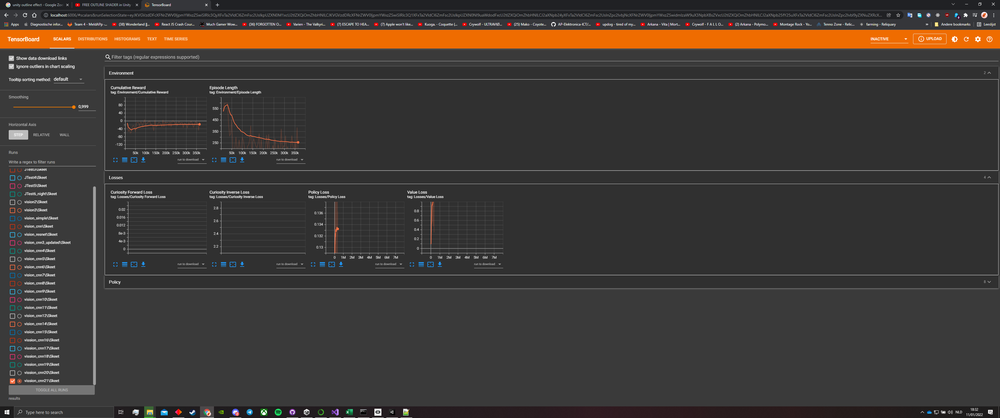 unity outline effect - Google Zoe
FREE OUTLINE SHADER in Unity
TensorBoard
Apps
Diagnostische infor...
Team 4 - MeldAPp -...
(38) Wonderland ||...
React JS Crash Cour...
Much Gamer Wow...
(36) FORGOTTEN O...
Varien - The Valkyri...
(7) ESCAPE TO HEA...
(7) Apple won't like...
Kuoga. - Coquette (...
Crywolf - ULTRAVIØ...
(25) Mako - Coyote...
AP-Elektronica-ICT/...
updog - tired of my...
Arkana - Vita | Mort...
Crywolf - F A L L O...
(2) Arkana - Polymo...
Montage Rock - Yo...
Tenno Zone - Relic...
farming - Reliquary
»
Andere bookmarks
Leeslijst
TensorBoard
SCALARS
DISTRIBUTIONS
HISTOGRAMS
TEXT
TIME SERIES
INACTIVE
UPLOAD
Show data download links
Ignore outliers in chart scaling
Tooltip sorting method: default
Smoothing
0,999
Horizontal Axis
STEP
RELATIVE
WALL
Runs
Write a regex to filter runs
JTest3\Skeet
JTest4\Skeet
JTest5\Skeet
JTest6_night\Skeet
vision2\Skeet
vision3\Skeet
vision_simple\Skeet
vision_cnn\Skeet
vision_resnet\Skeet
vision_cnn3_updated\Skeet
vision_cnn4\Skeet
vision_cnn5\Skeet
vision_cnn6\Skeet
vision_cnn7\Skeet
vision_cnn8\Skeet
vision_cnn9\Skeet
vision_cnn10\Skeet
vision_cnn11\Skeet
vision_cnn12\Skeet
vision_cnn14\Skeet
vision_cnn15\Skeet
vission_cnn16\Skeet
vission_cnn17\Skeet
vission_cnn18\Skeet
vission_cnn19\Skeet
vission_cnn20\Skeet
vission_cnn21\Skeet
TOGGLE ALL RUNS
results
Filter tags (regular expressions supported)
Environment
2
Cumulative Reward
tag: Environment/Cumulative Reward
80
40
0
-40
-80
-120
50k 100k 150k 200k 250k 300k 350k
run to download
Episode Length
tag: Environment/Episode Length
550
450
350
250
50k 100k 150k 200k 250k 300k 350k
run to download
Losses
4
Curiosity Forward Loss
tag: Losses/Curiosity Forward Loss
0.02
0.016
0.012
8e-3
4e-3
0
run to download
Curiosity Inverse Loss
tag: Losses/Curiosity Inverse Loss
2.8
2.6
2.4
2.2
run to download
Policy Loss
tag: Losses/Policy Loss
0.136
0.134
0.132
0.13
0 1M 2M 3M 4M 5M 6M 7M
run to download
Value Loss
tag: Losses/Value Loss
0.8
0.6
0.4
0.2
0
0 1M 2M 3M 4M 5M 6M 7M
run to download
Policy
8
Type here to search
NLD
18:32
11/01/2022